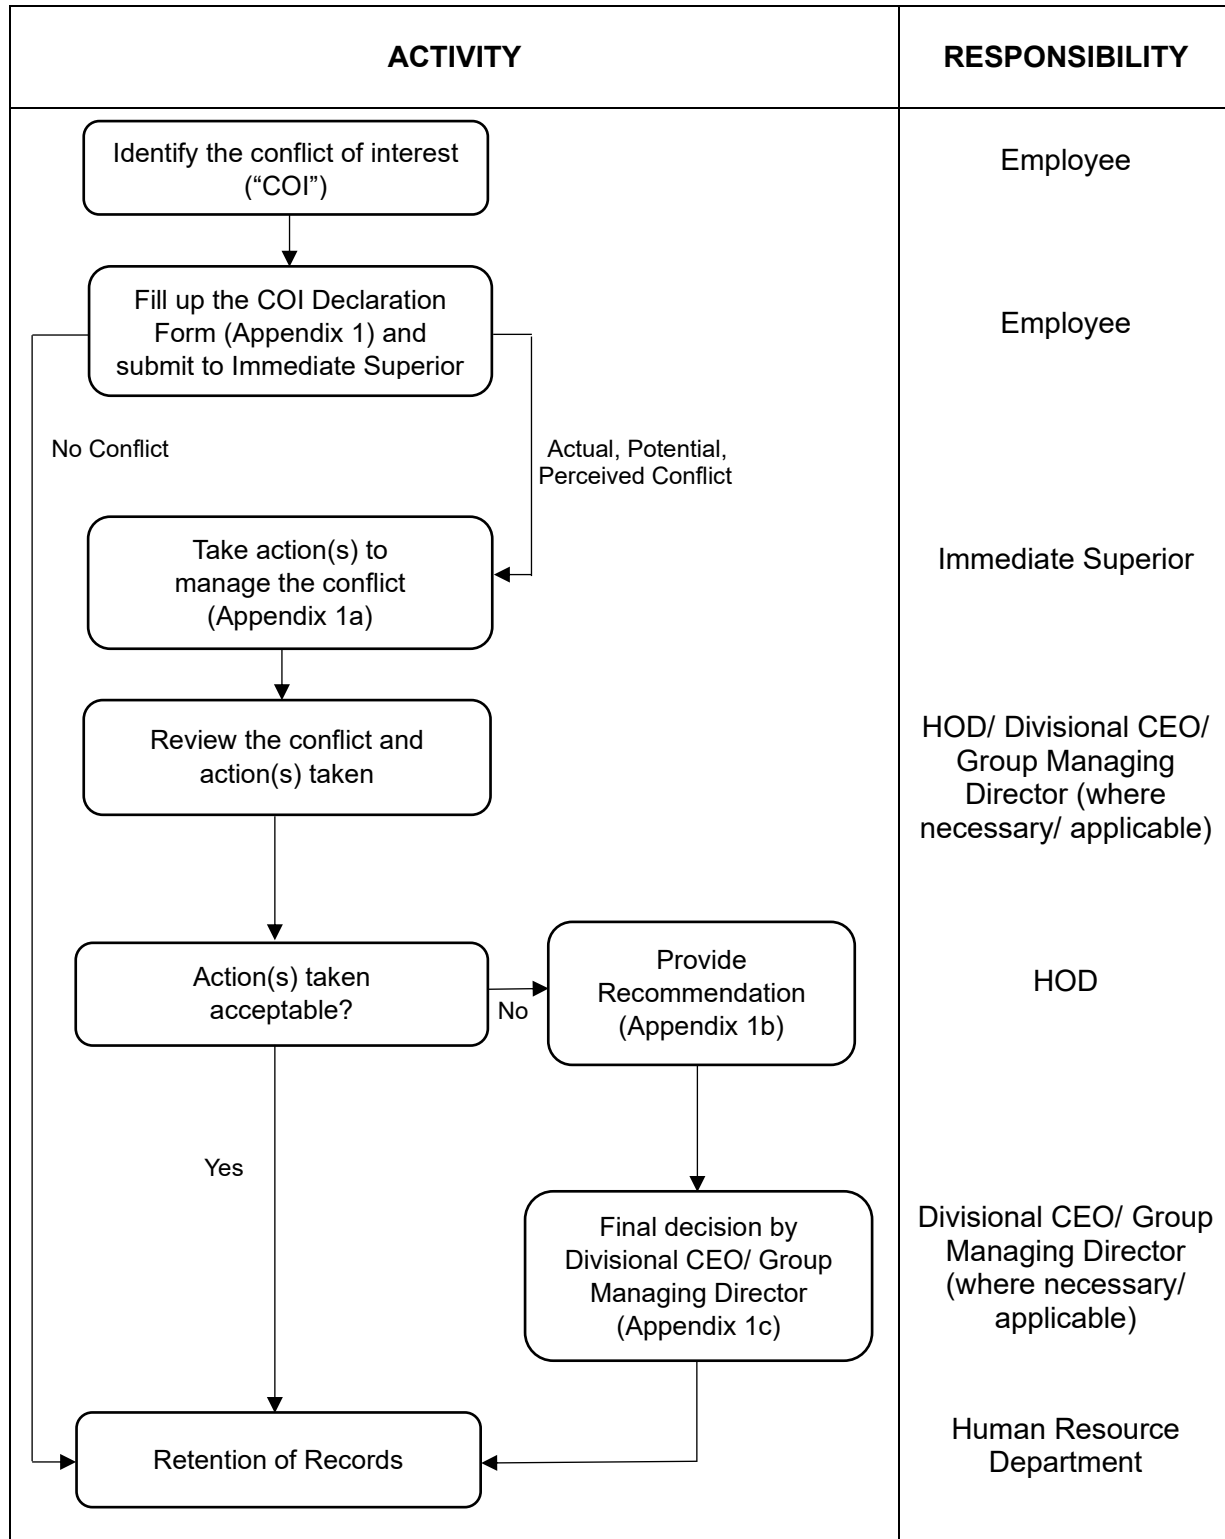 ACTIVITY
RESPONSIBILITY
Identify the conflict of interest
(“COI”)
Employee
Fill up the COI Declaration
Form (Appendix 1) and
submit to Immediate Superior
Employee
No Conflict
Actual, Potential,
Perceived Conflict
Take action(s) to
manage the conflict
(Appendix 1a)
Immediate Superior
Review the conflict and
action(s) taken
HOD/ Divisional CEO/
Group Managing
Director (where
necessary/ applicable)
Action(s) taken
acceptable?
No
Provide
Recommendation
(Appendix 1b)
HOD
Yes
Final decision by
Divisional CEO/ Group
Managing Director
(Appendix 1c)
Divisional CEO/ Group
Managing Director
(where necessary/
applicable)
Retention of Records
Human Resource
Department